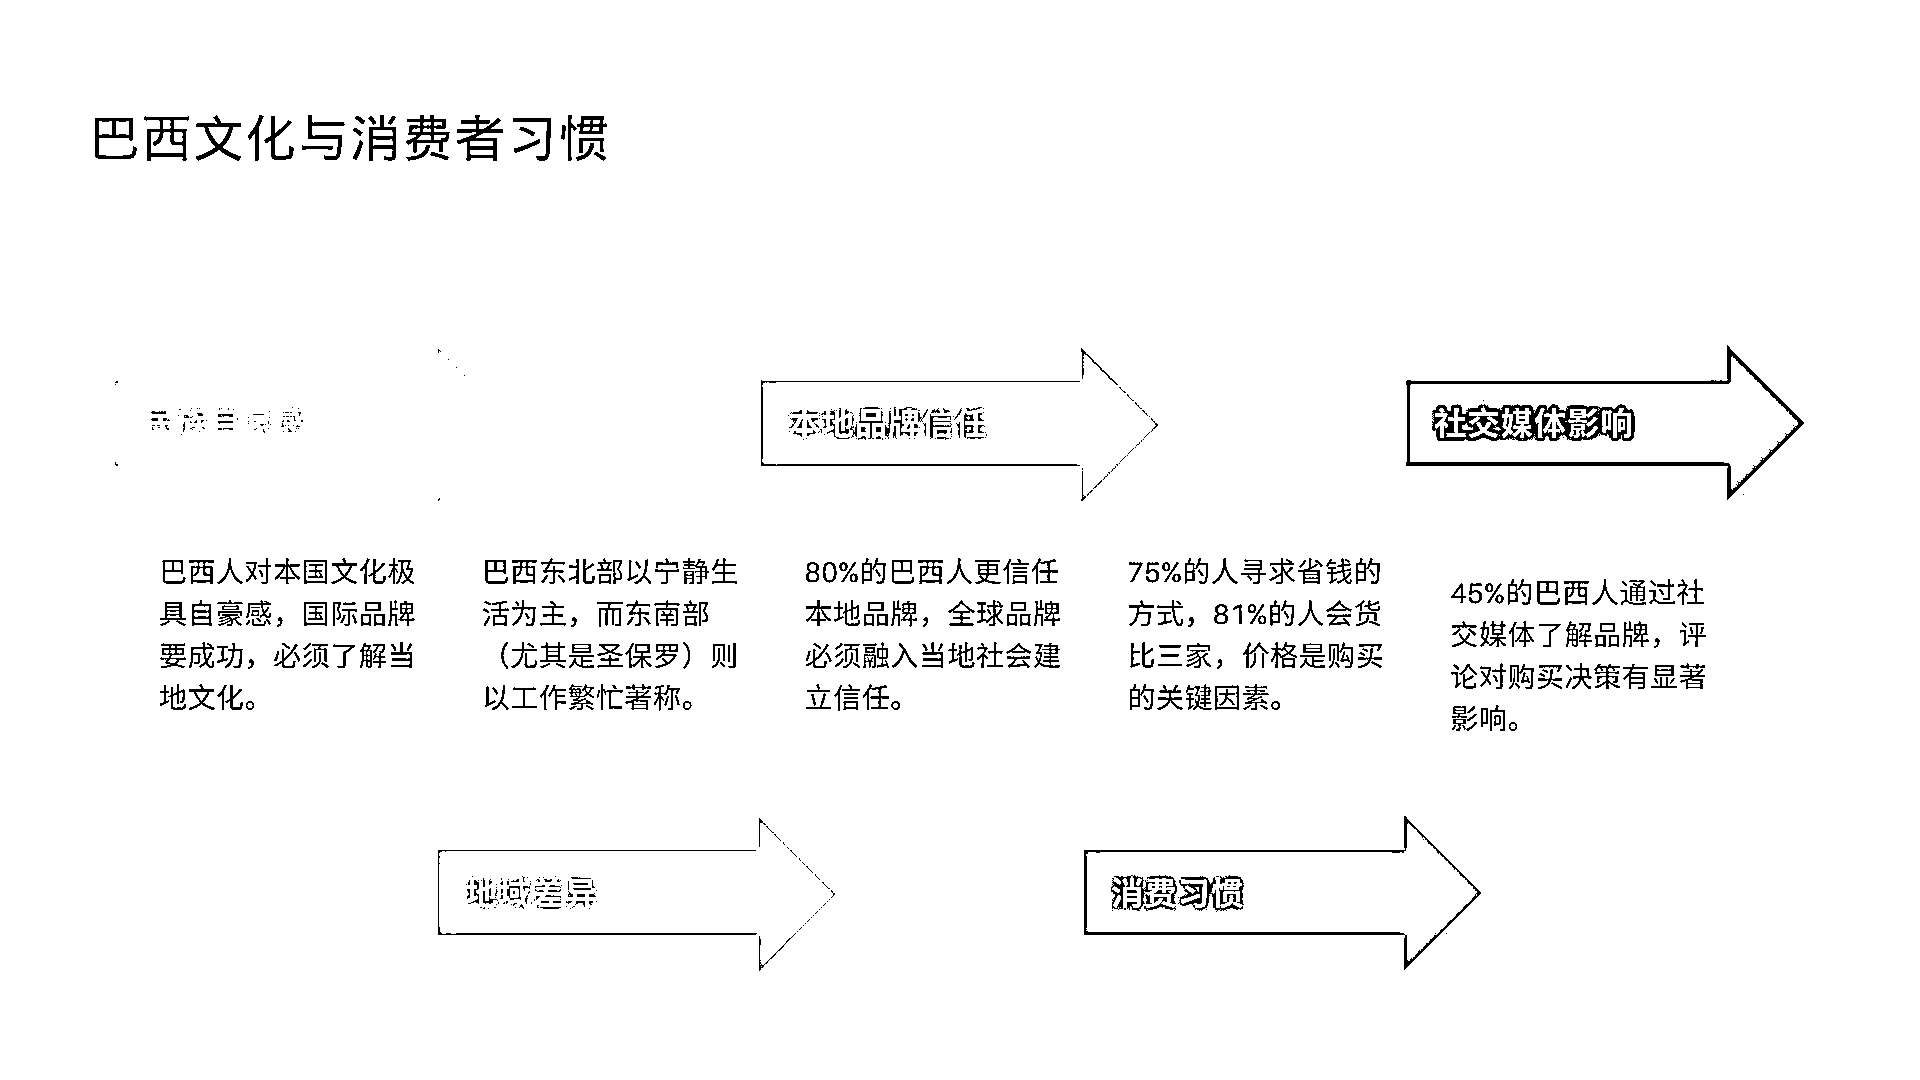 巴西文化与消费者习惯
本地品牌信任
社交媒体影响
巴西人对本国文化极
具自豪感，国际品牌
要成功，必须了解当
地文化。
巴西东北部以宁静生
活为主，而东南部
（尤其是圣保罗）则
以工作繁忙著称。
80%的巴西人更信任
本地品牌，全球品牌
必须融入当地社会建
立信任。
75%的人寻求省钱的
方式，81%的人会货
比三家，价格是购买
的关键因素。
45%的巴西人通过社
交媒体了解品牌，评
论对购买决策有显著
影响。
地域差异
消费习惯